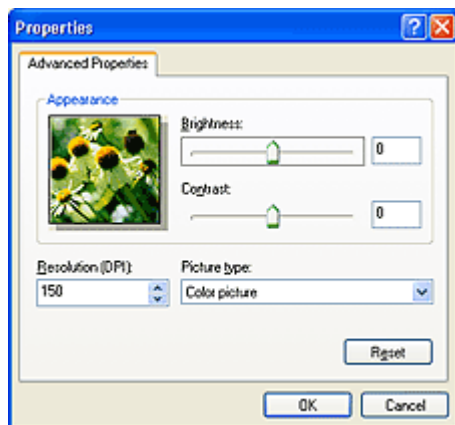 Properties
Advanced Properties
Appearance
Brightness:
0
Contrast:
0
Resolution (DPI):
150
Picture type:
Color picture
Reset
OK
Cancel